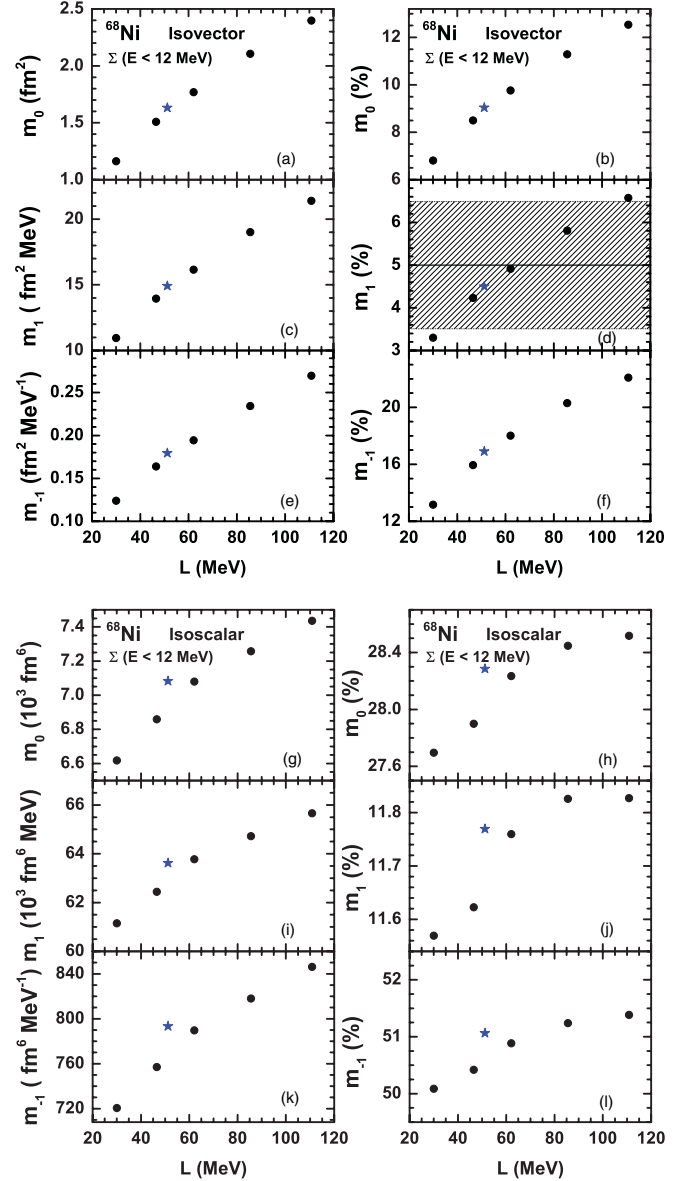 ⁶⁸Ni Isovector
Σ (E < 12 MeV)
m₀ (fm²)
2.5
2.0
1.5
1.0
(a)
⁶⁸Ni Isovector
Σ (E < 12 MeV)
m₀ (%)
12
10
8
6
(b)
m₁ ( fm² MeV)
20
15
10
(c)
m₁ (%)
6
5
4
3
(d)
m₋₁ (fm² MeV⁻¹)
0.25
0.20
0.15
0.10
(e)
20 40 60 80 100 120
L (MeV)
m₋₁ (%)
20
16
12
(f)
20 40 60 80 100 120
L (MeV)
⁶⁸Ni Isoscalar
Σ (E < 12 MeV)
m₀ (10³ fm⁶)
7.4
7.2
7.0
6.8
6.6
(g)
⁶⁸Ni Isoscalar
Σ (E < 12 MeV)
m₀ (%)
28.4
28.0
27.6
(h)
m₁ (10³ fm⁶ MeV)
66
64
62
60
(i)
m₁ (%)
11.8
11.7
11.6
(j)
m₋₁ ( fm⁶ MeV⁻¹)
840
800
760
720
(k)
20 40 60 80 100 120
L (MeV)
m₋₁ (%)
52
51
50
(l)
20 40 60 80 100 120
L (MeV)